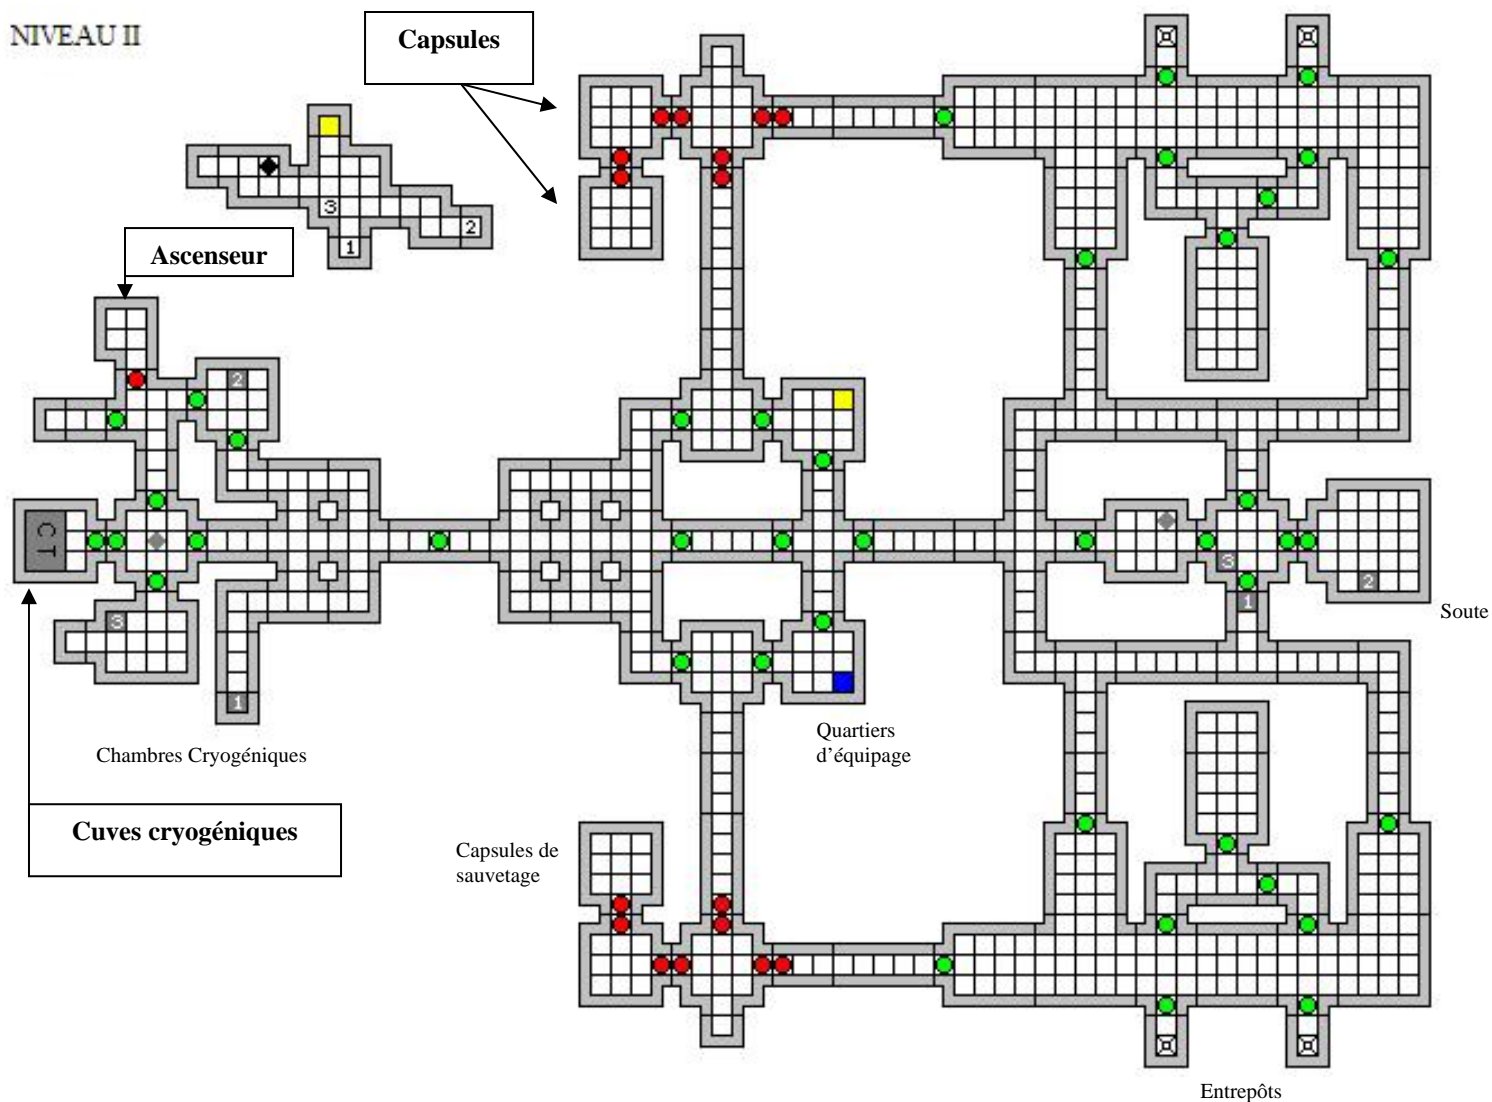 NIVEAU II
Capsules
3
2
1
Ascenseur
2
CT
3
3
2
1
Soute
1
Quartiers
d'équipage
Chambres Cryogéniques
Cuves cryogéniques
Capsules de
sauvetage
Entrepôts